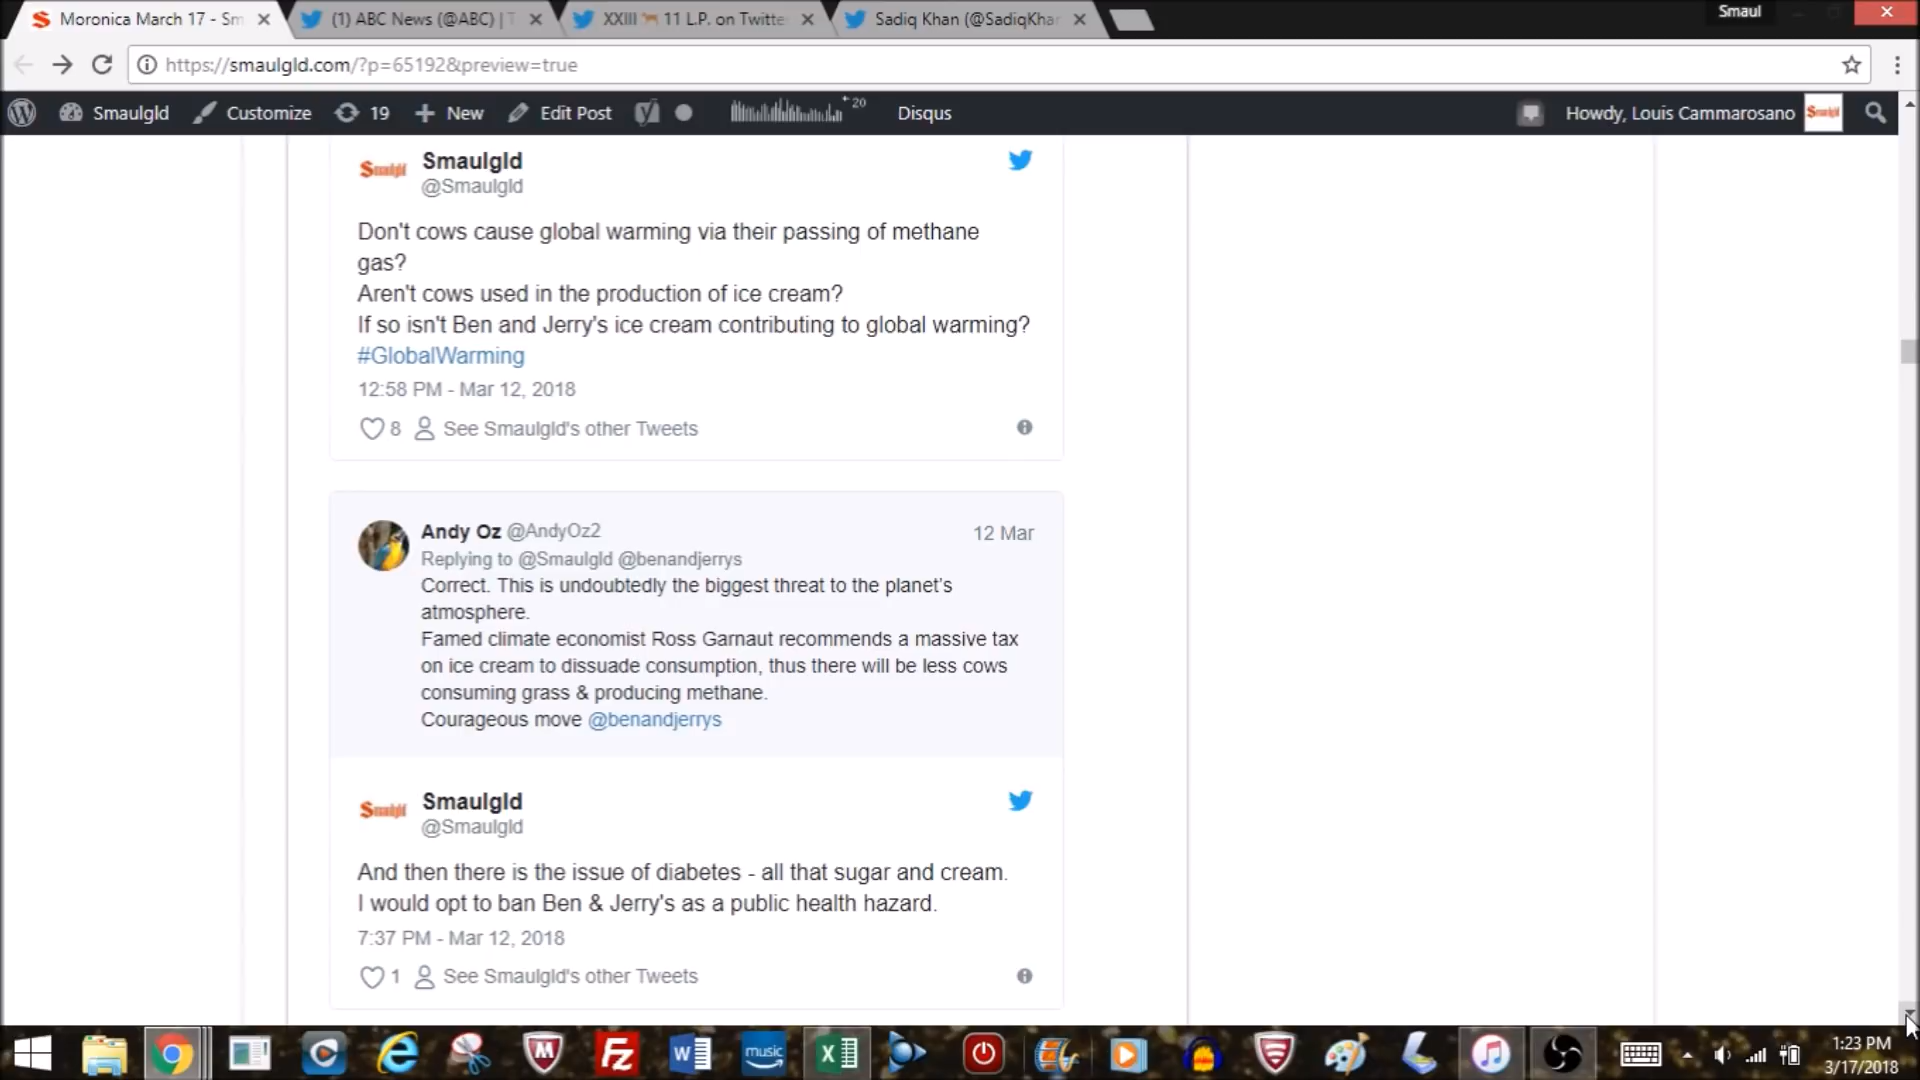 Moronica March 17 - Sm
(1) ABC News (@ABC) | T
XXIII 11 L.P. on Twitte
Sadiq Khan (@SadiqKhan
Smaul
https://smaulgld.com/?p=65192&preview=true
Smaulgld
Customize
19
New
Edit Post
20
Disqus
Howdy, Louis Cammarosano
Smaulgld
Smaulgld
Smaulgld
@Smaulgld
Don't cows cause global warming via their passing of methane
gas?
Aren't cows used in the production of ice cream?
If so isn't Ben and Jerry's ice cream contributing to global warming?
#GlobalWarming
12:58 PM - Mar 12, 2018
8 See Smaulgld's other Tweets
Andy Oz @AndyOz2
12 Mar
Replying to @Smaulgld @benandjerrys
Correct. This is undoubtedly the biggest threat to the planet's
atmosphere.
Famed climate economist Ross Garnaut recommends a massive tax
on ice cream to dissuade consumption, thus there will be less cows
consuming grass & producing methane.
Courageous move @benandjerrys
Smaulgld
Smaulgld
@Smaulgld
And then there is the issue of diabetes - all that sugar and cream.
I would opt to ban Ben & Jerry's as a public health hazard.
7:37 PM - Mar 12, 2018
1 See Smaulgld's other Tweets
Fz
W
music
X
1:23 PM
3/17/2018